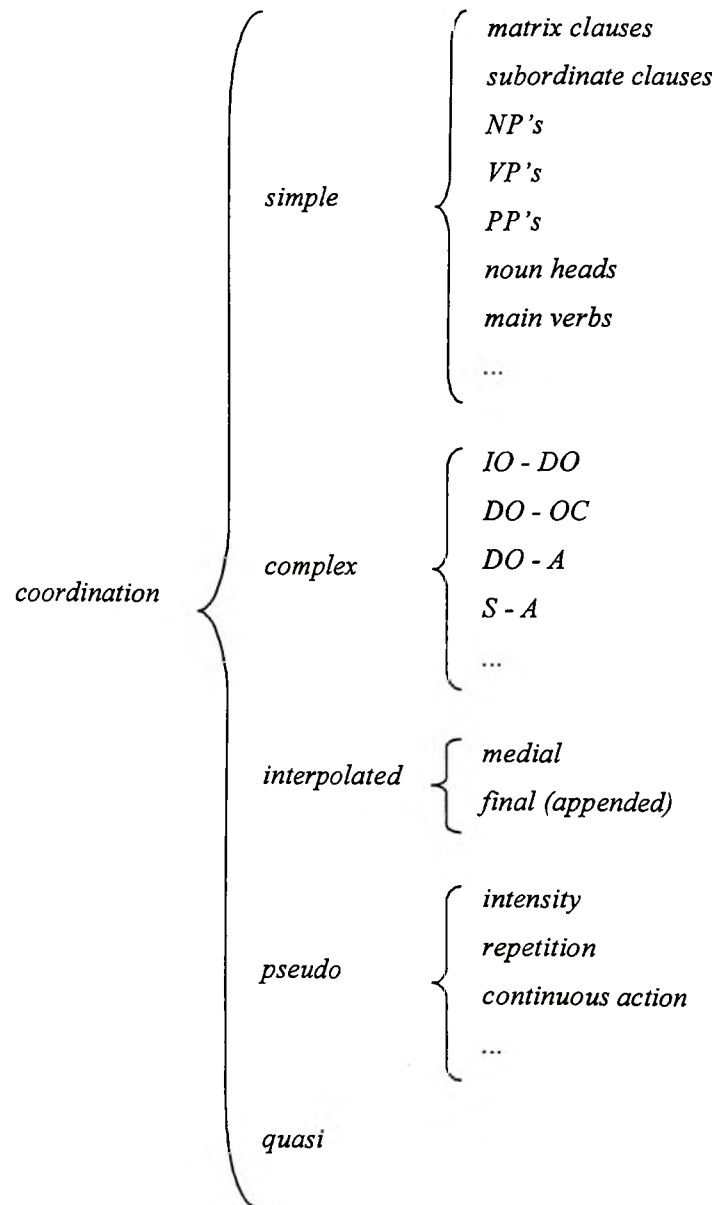 matrix clauses
subordinate clauses
NP's
VP's
simple
PP's
noun heads
main verbs
...
IO - DO
DO - OC
complex
DO - A
coordination
S - A
...
medial
interpolated
final (appended)
intensity
repetition
pseudo
continuous action
...
quasi